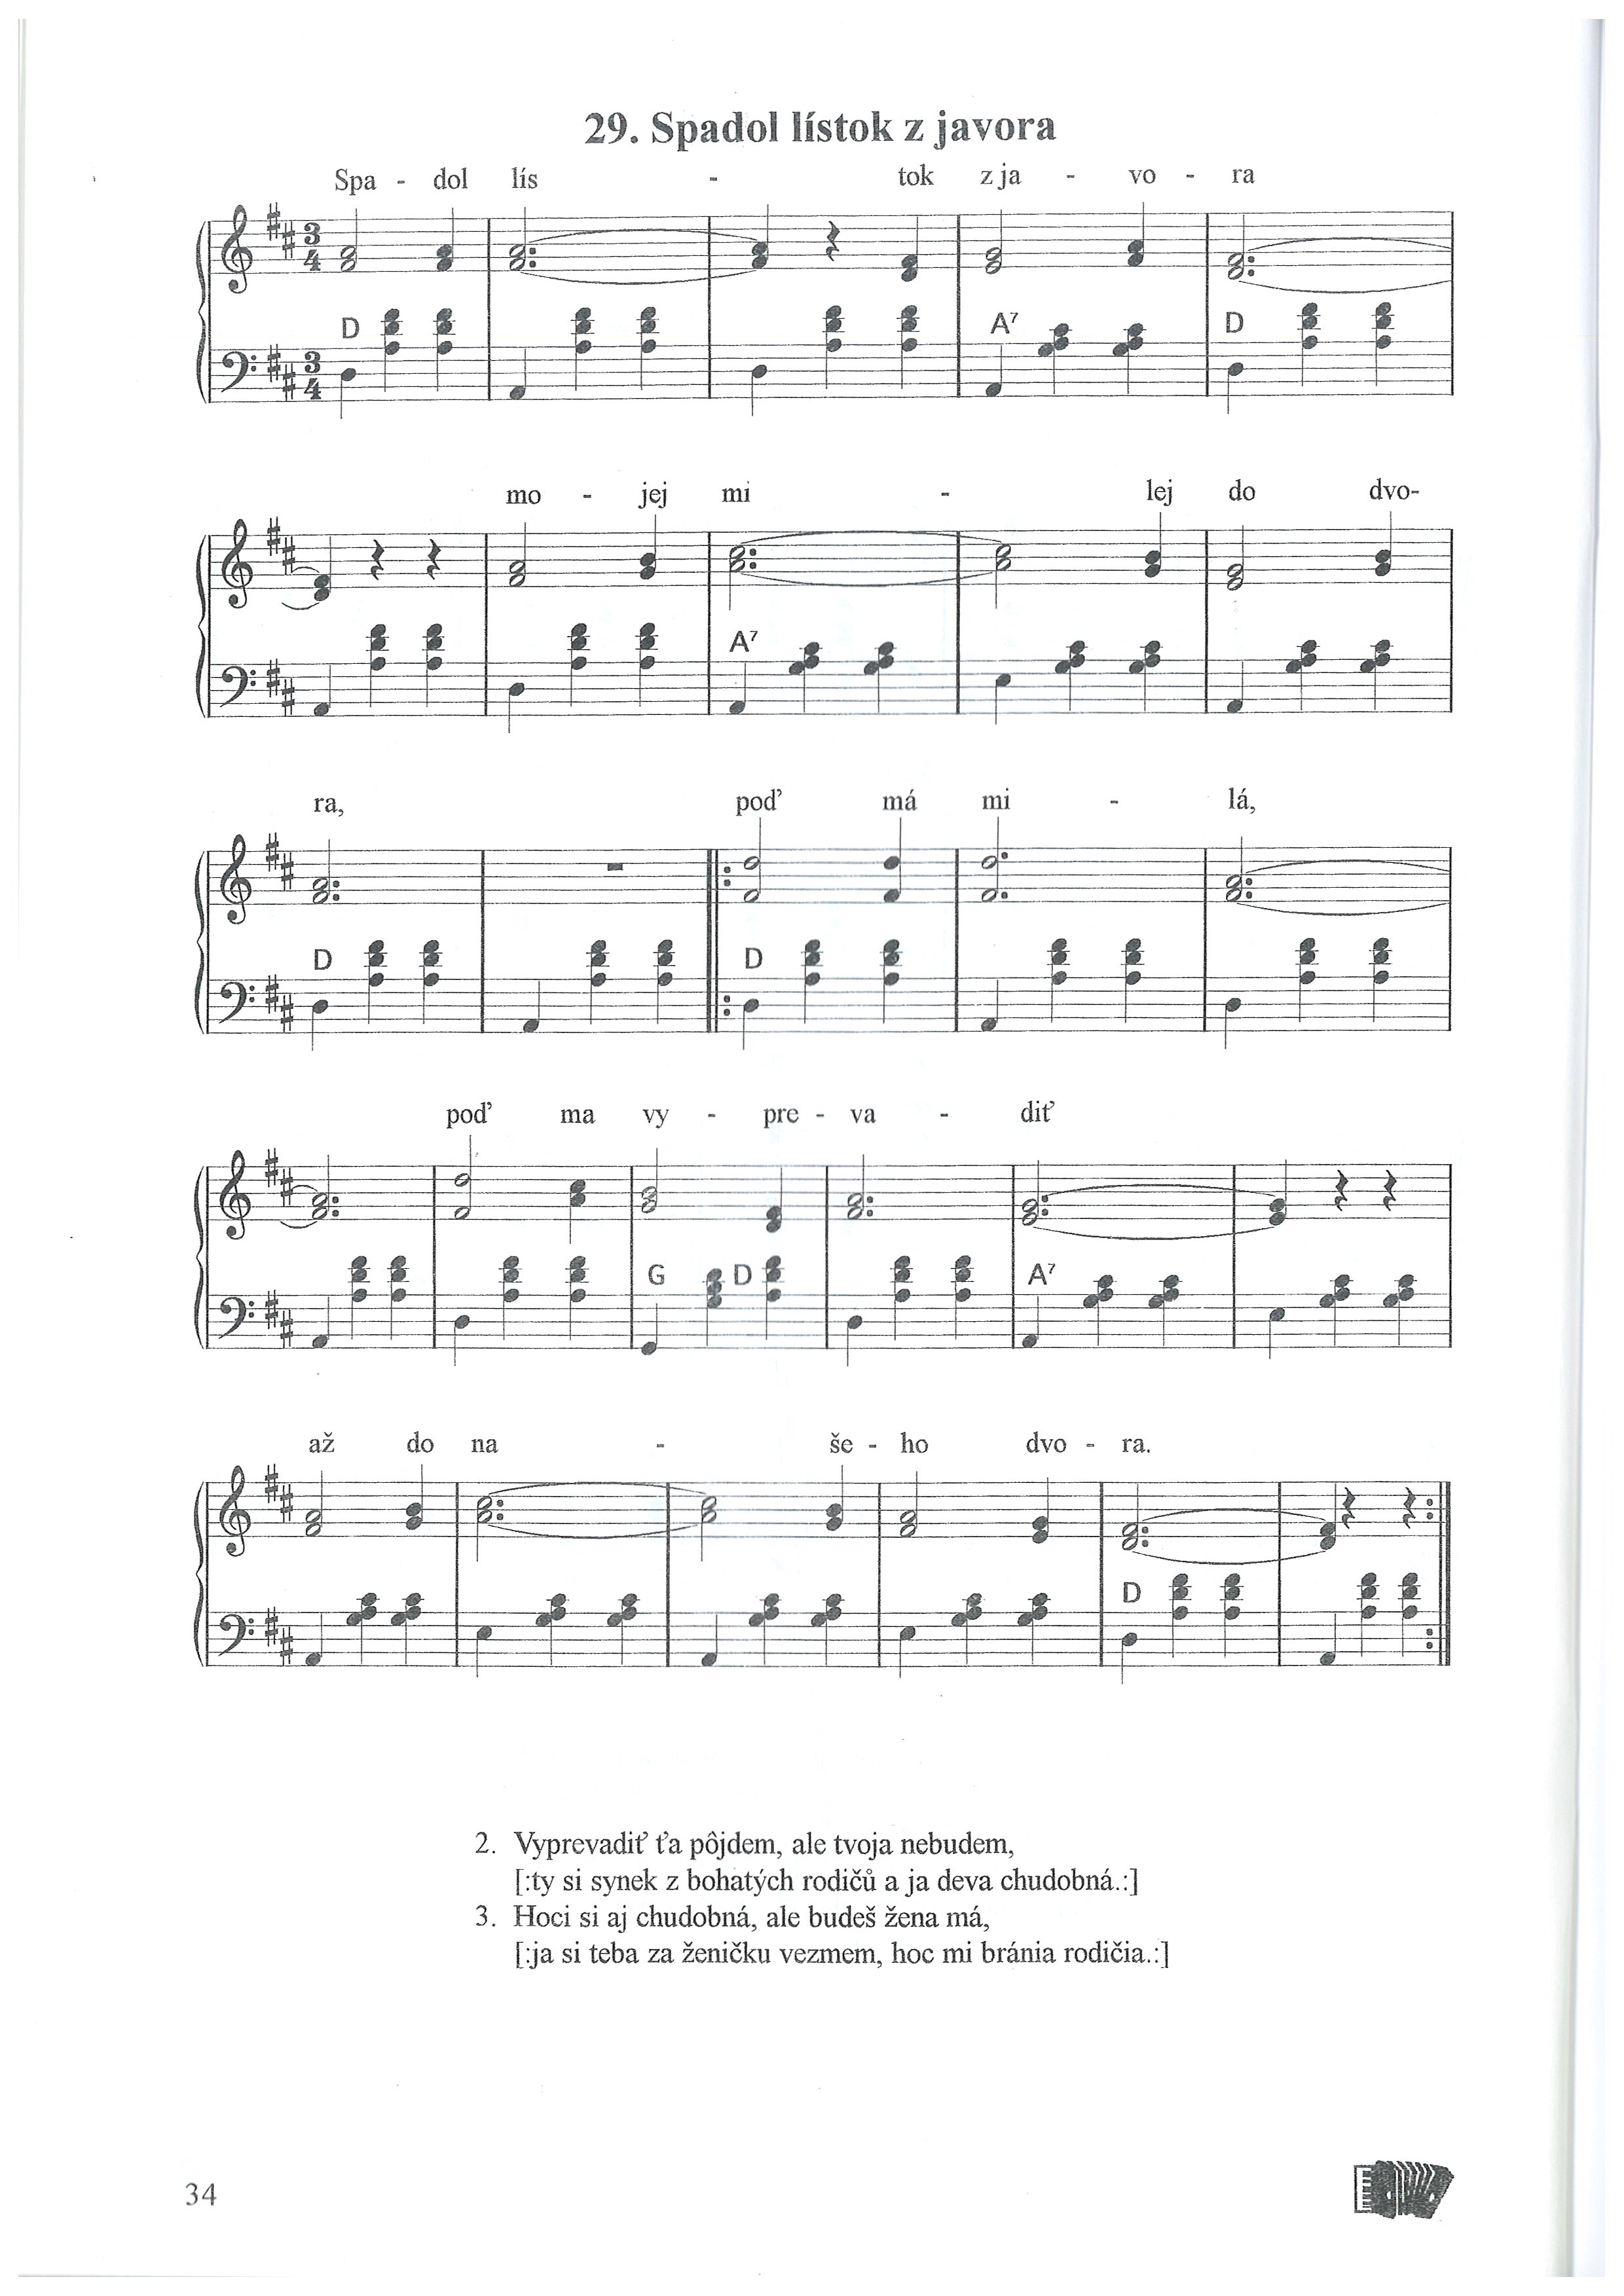 29. Spadol lístok z javora
Spa - dol lís - tok z ja - vo - ra
3 4
D A7 D
3 4
mo - jej mi - lej do dvo-
A7
ra, poď má mi - lá,
D D
poď ma vy - pre - va - diť
G D A7
až do na - še - ho dvo - ra.
D
2. Vyprevadiť ťa pôjdem, ale tvoja nebudem,
[:ty si synek z bohatých rodičů a ja deva chudobná.:]
3. Hoci si aj chudobná, ale budeš žena má,
[:ja si teba za ženičku vezmem, hoc mi bránia rodičia.:]
34